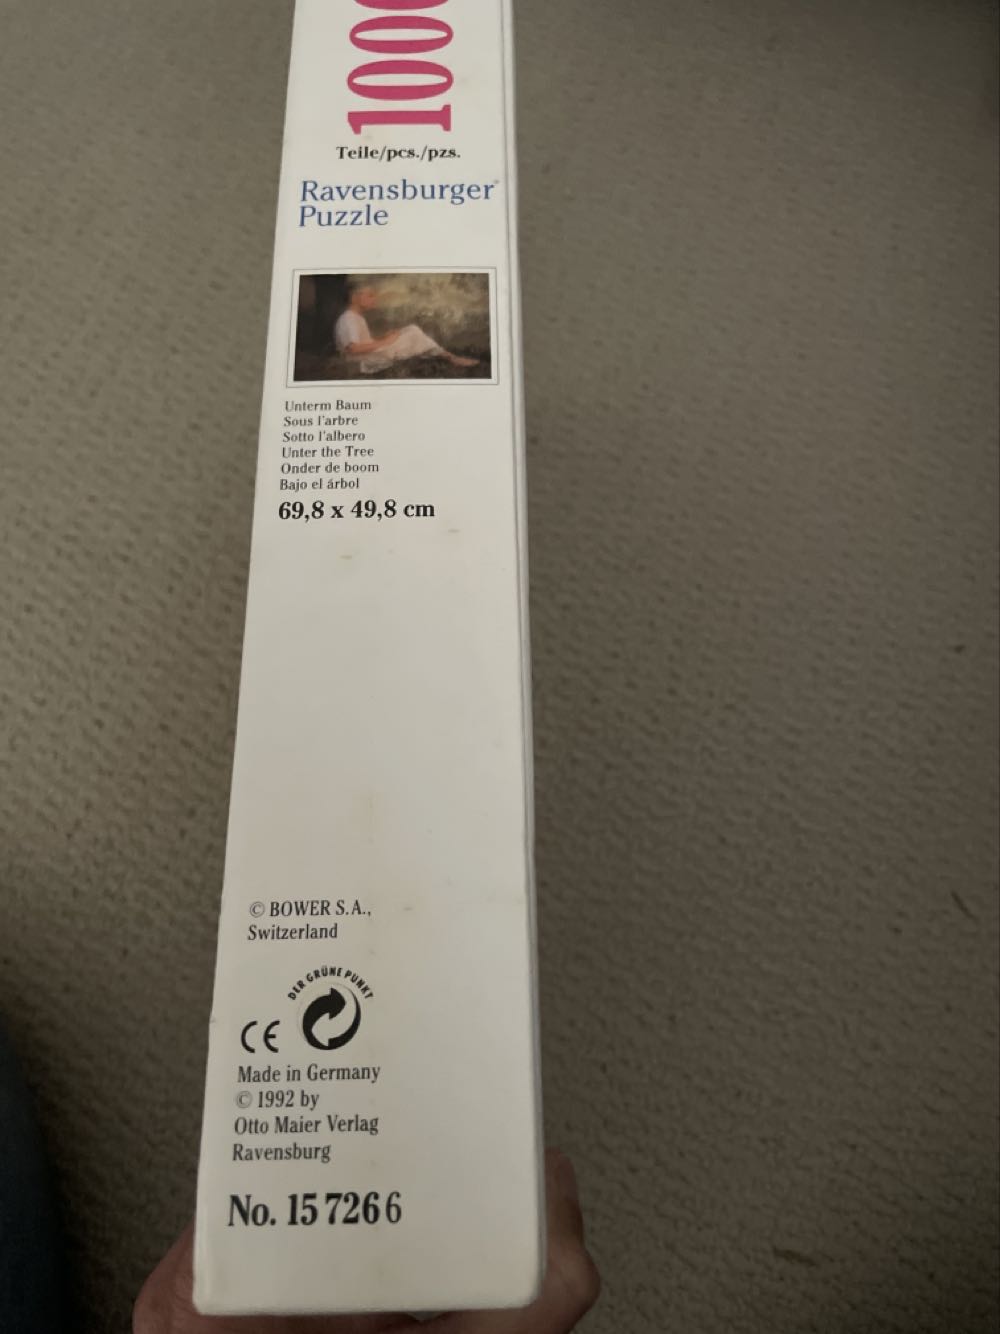 100
Teile/pcs./pzs.
Ravensburger®
Puzzle
Unterm Baum
Sous l'arbre
Sotto l'albero
Unter the Tree
Onder de boom
Bajo el árbol
69,8 x 49,8 cm
© BOWER S.A.,
Switzerland
DER GRÜNE PUNKT
CE
Made in Germany
© 1992 by
Otto Maier Verlag
Ravensburg
No. 15 726 6